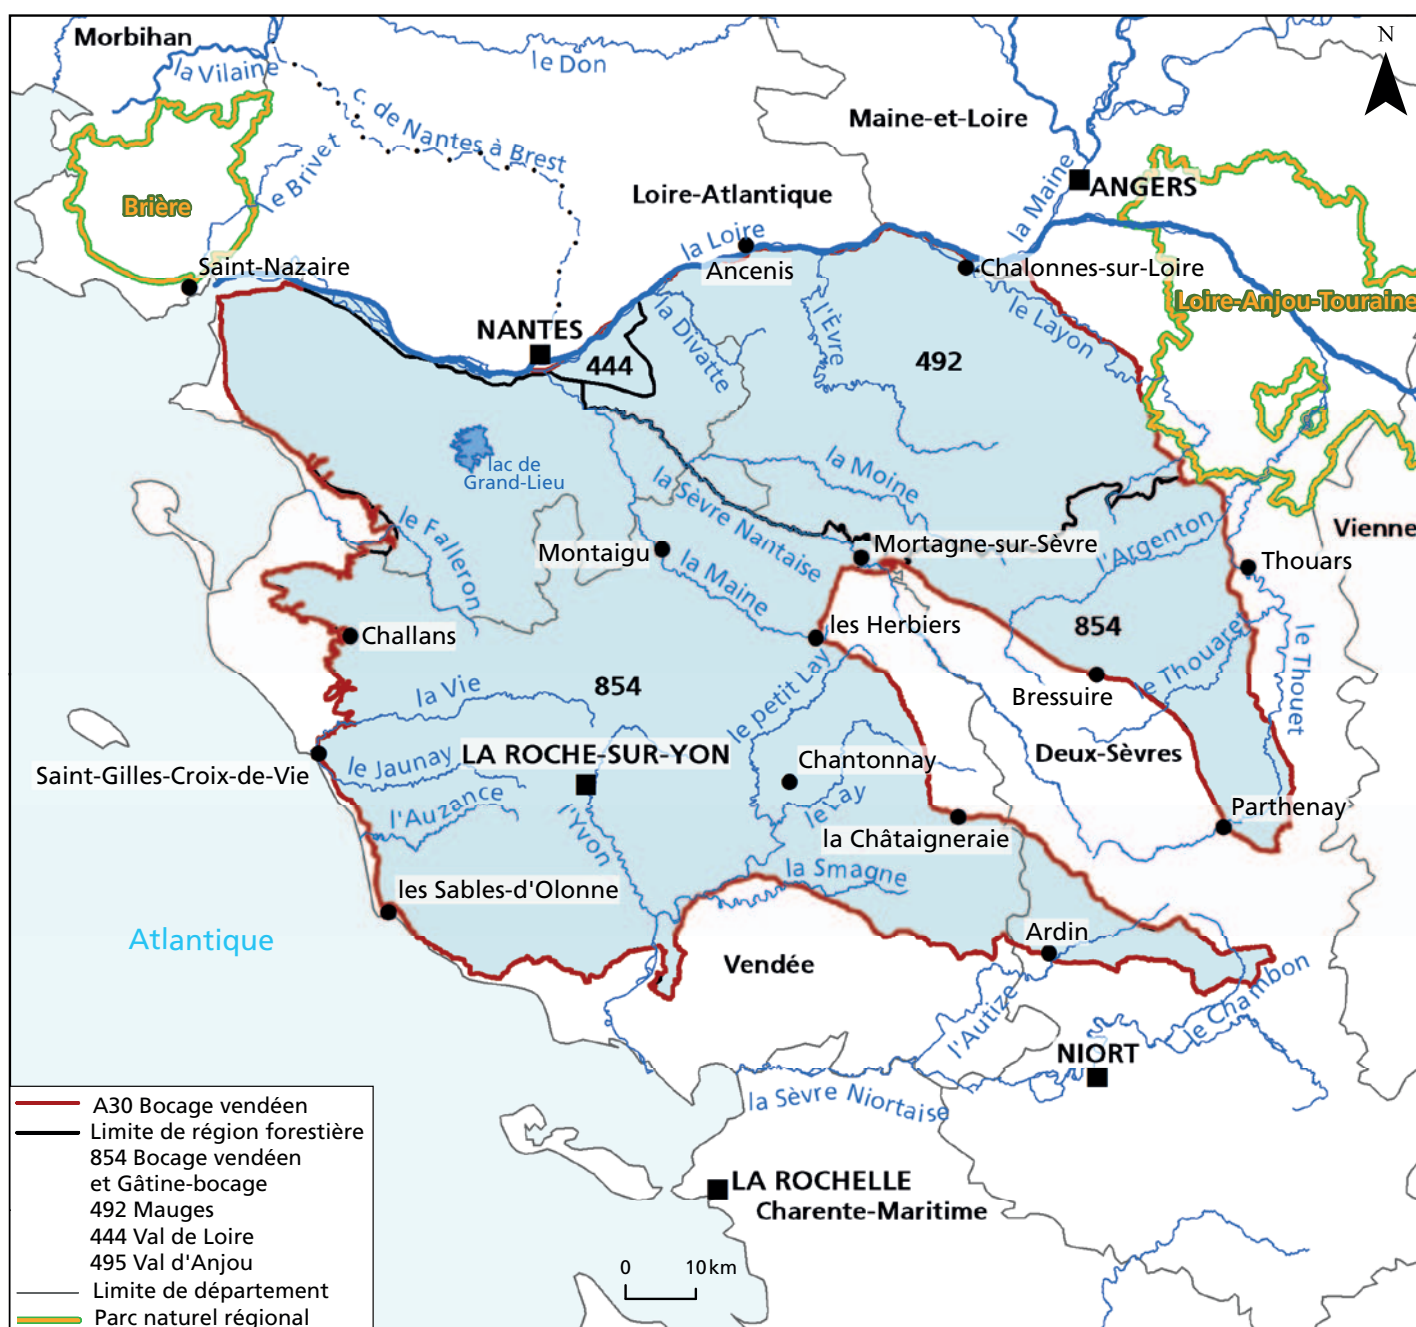 Morbihan
la Vilaine
le Don
N
c. de Nantes à Brest
Maine-et-Loire
le Brivet
la Maine
ANGERS
Brière
Loire-Atlantique
la Loire
Saint-Nazaire
Ancenis
Chalonnes-sur-Loire
Loire-Anjou-Touraine
le Layon
NANTES
la Divatte
l'Èvre
444
492
lac de
Grand-Lieu
la Moine
la Sèvre Nantaise
le Falleron
l'Argenton
Vienne
Montaigu
Mortagne-sur-Sèvre
Thouars
la Maine
Challans
les Herbiers
854
le Thouaret
le Thouet
la Vie
854
le petit Lay
Bressuire
le Jaunay
LA ROCHE-SUR-YON
Chantonnay
Deux-Sèvres
Saint-Gilles-Croix-de-Vie
l'Auzance
l'Yvon
le Lay
Parthenay
la Châtaigneraie
la Smagne
les Sables-d'Olonne
Atlantique
Ardin
Vendée
le Chambon
l'Autize
NIORT
la Sèvre Niortaise
LA ROCHELLE
Charente-Maritime
0 10 km
A30 Bocage vendéen
Limite de région forestière
854 Bocage vendéen
et Gâtine-bocage
492 Mauges
444 Val de Loire
495 Val d'Anjou
Limite de département
Parc naturel régional